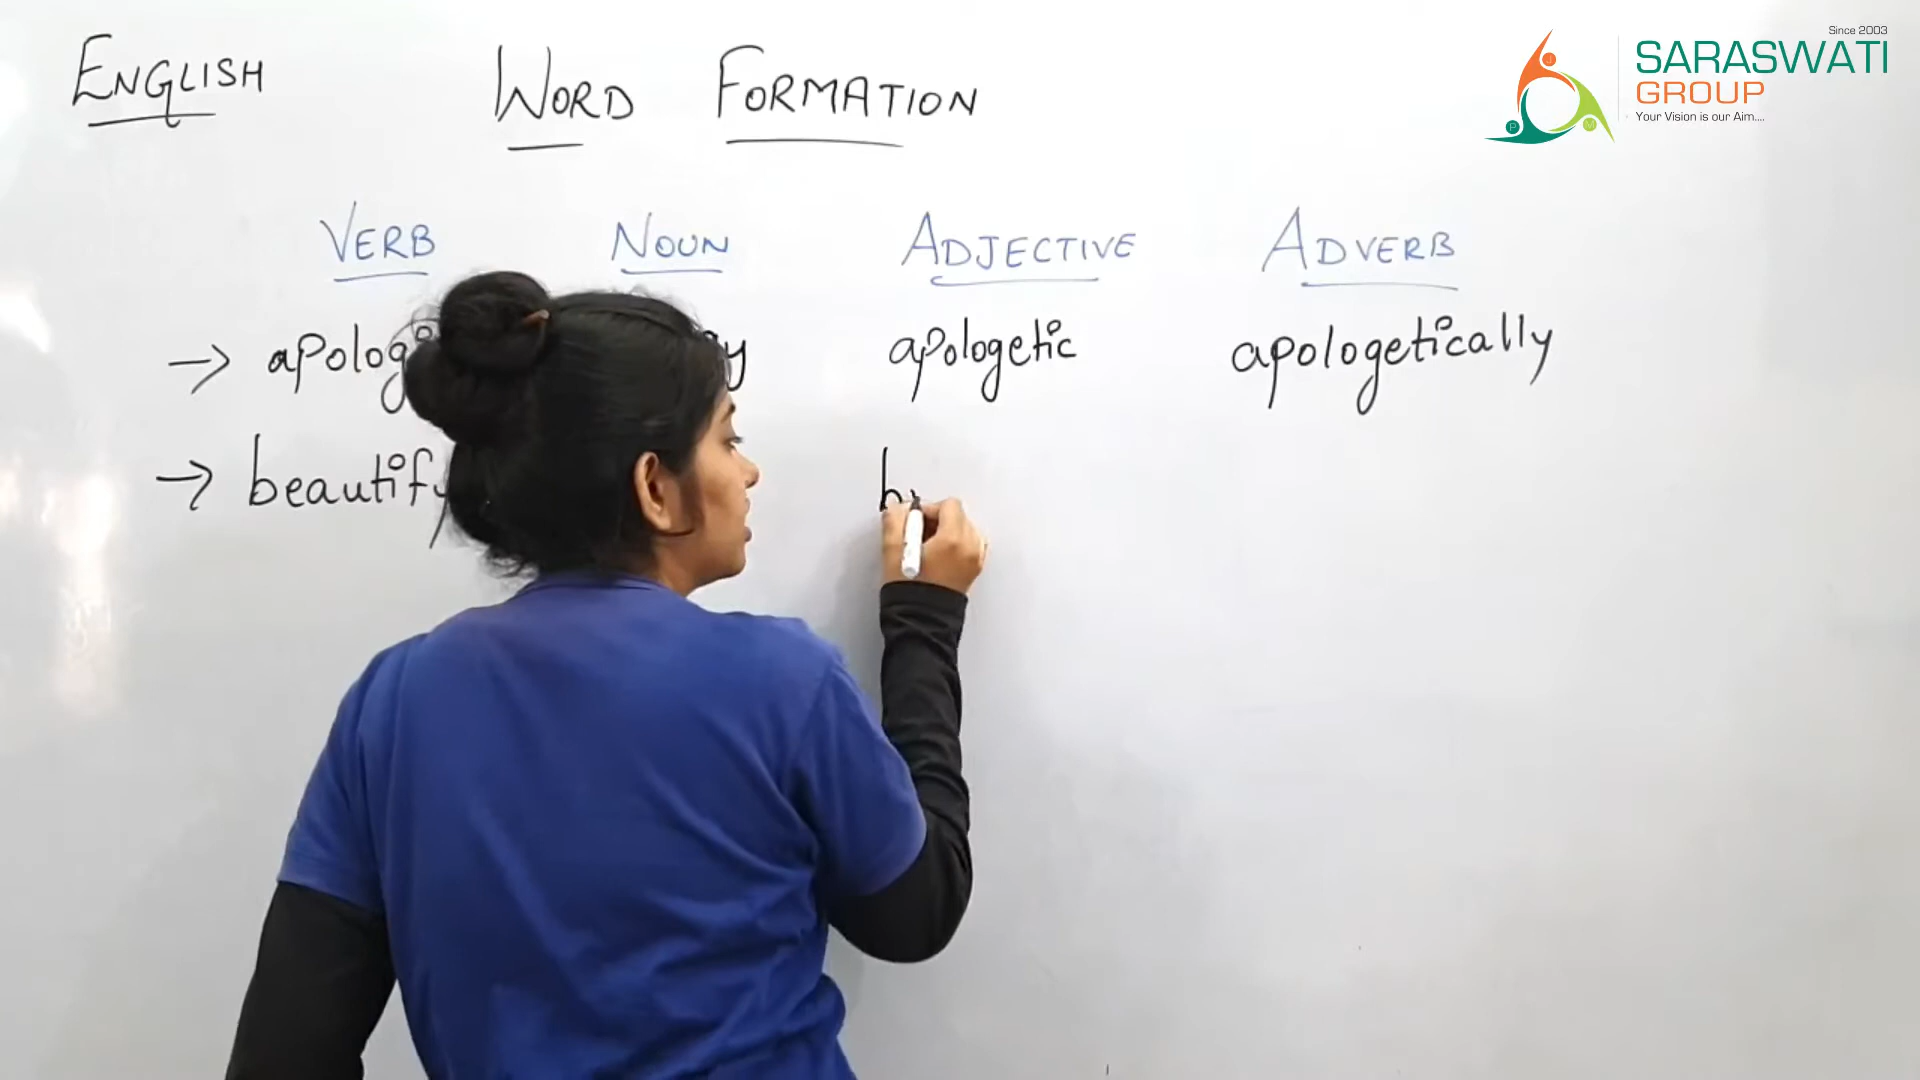 ENGLISH WORD FORMATION
Since 2003
SARASWATI
GROUP
Your Vision is our Aim....
VERB NOUN ADJECTIVE ADVERB
→ apologetic apologetically
→ beautify